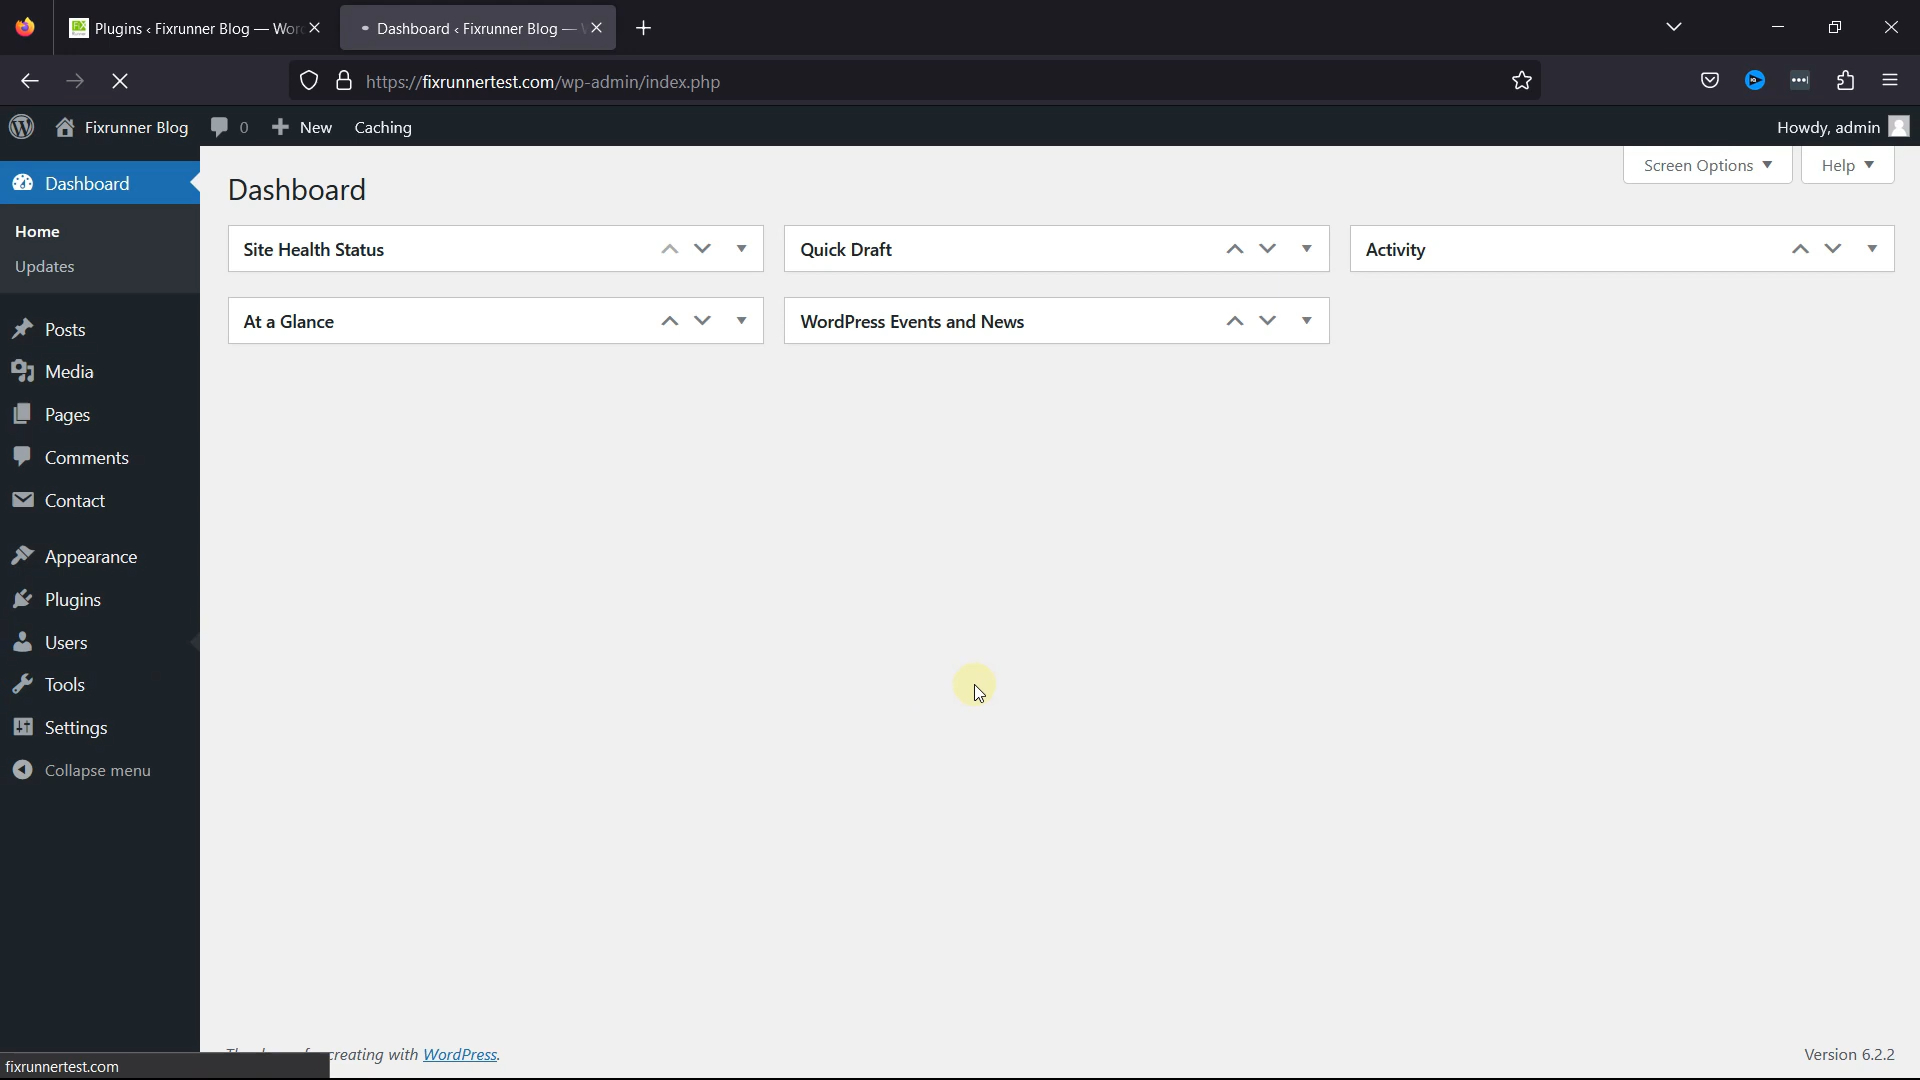 Plugins ‹ Fixrunner Blog — Wor
Dashboard ‹ Fixrunner Blog —
https://fixrunnertest.com/wp-admin/index.php
Fixrunner Blog 0 New Caching Howdy, admin
Screen Options Help
Dashboard
Home
Updates
Posts
Media
Pages
Comments
Contact
Appearance
Plugins
Users
Tools
Settings
Collapse menu
Dashboard
Site Health Status
Quick Draft
Activity
At a Glance
WordPress Events and News
creating with WordPress.
Version 6.2.2
fixrunnertest.com